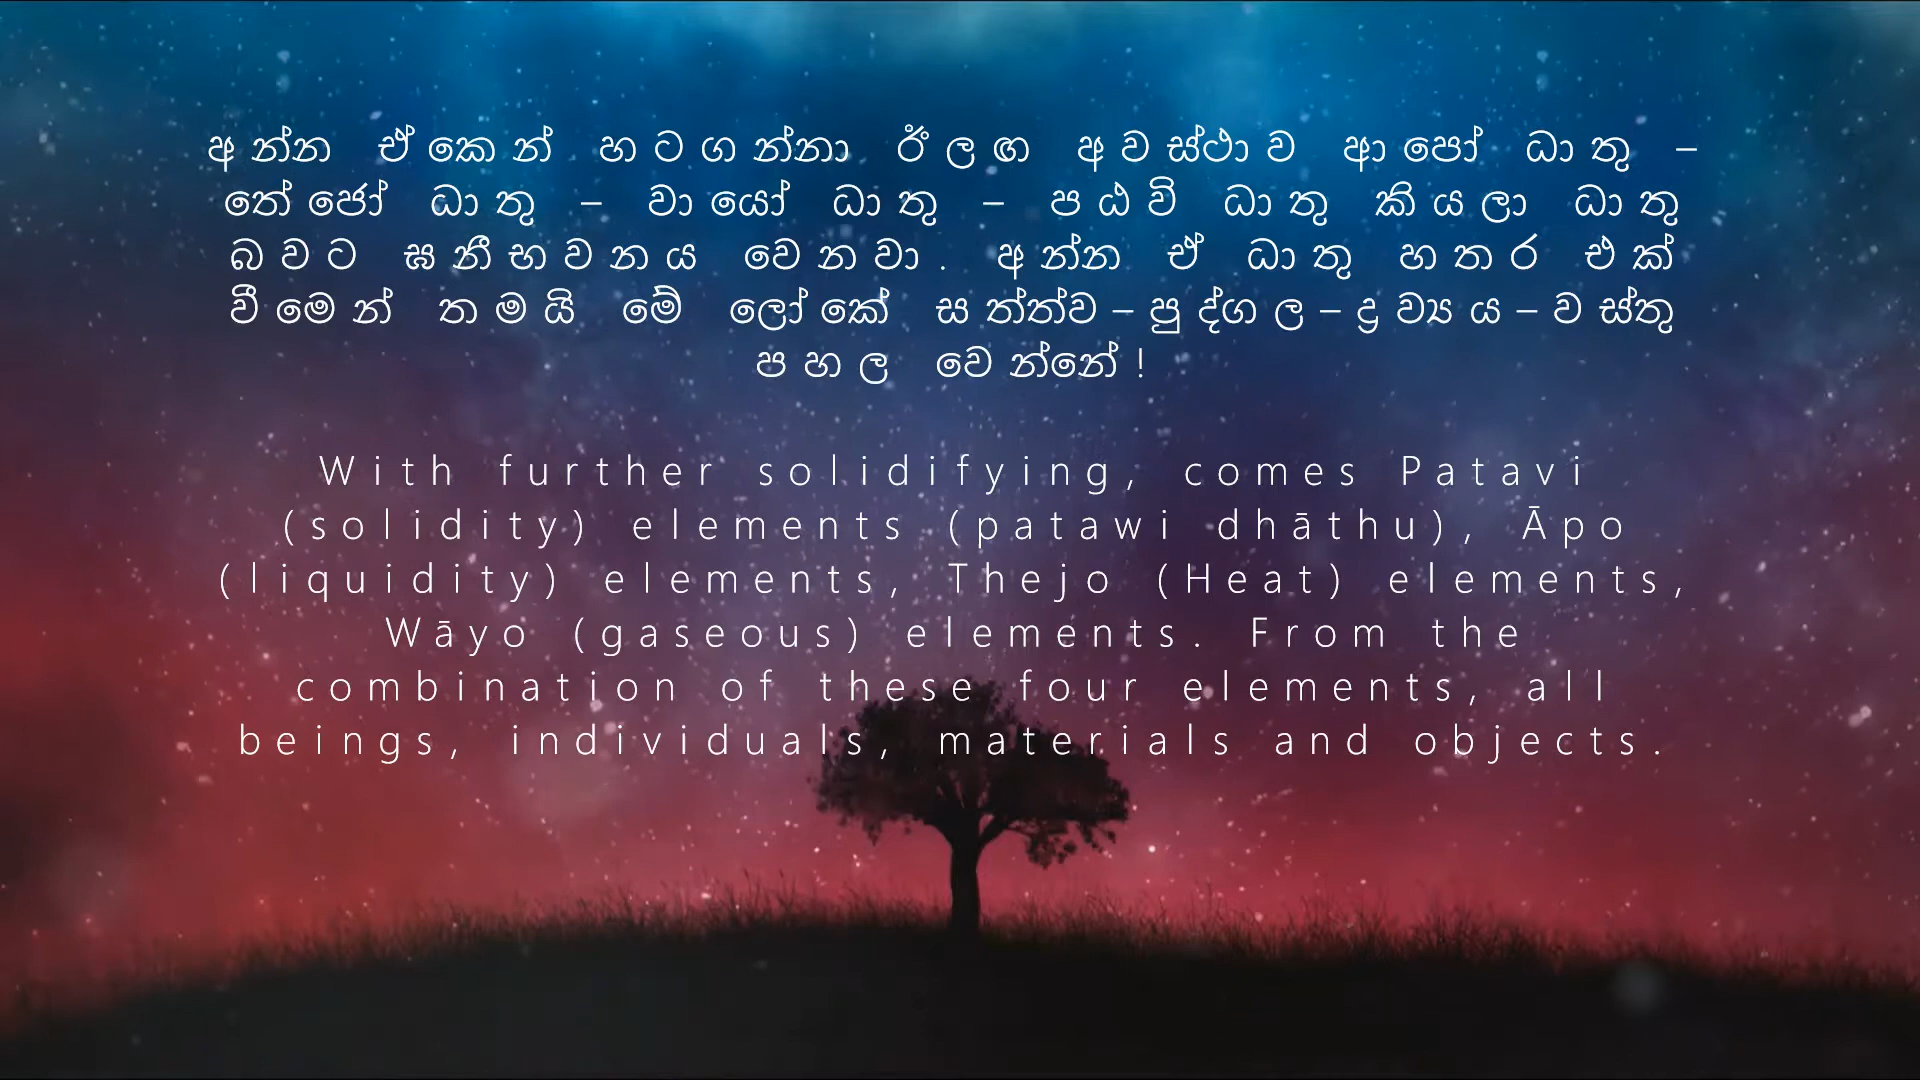 අන්න ඒකෙන් හටගන්නා ඊලඟ අවස්ථාව ආපෝ ධාතු –
තේජෝ ධාතු – වායෝ ධාතු – පඨවි ධාතු කියලා ධාතු
බවට ඝනීභවනය වෙනවා. අන්න ඒ ධාතු හතර එක්
වීමෙන් තමයි මේ ලෝකේ සත්ත්ව–පුද්ගල–ද්‍රව්‍යය–වස්තු
පහල වෙන්නේ!
With further solidifying, comes Patavi
(solidity) elements (patawi dhāthu), Āpo
(liquidity) elements, Thejo (Heat) elements,
Wāyo (gaseous) elements. From the
combination of these four elements, all
beings, individuals, materials and objects.